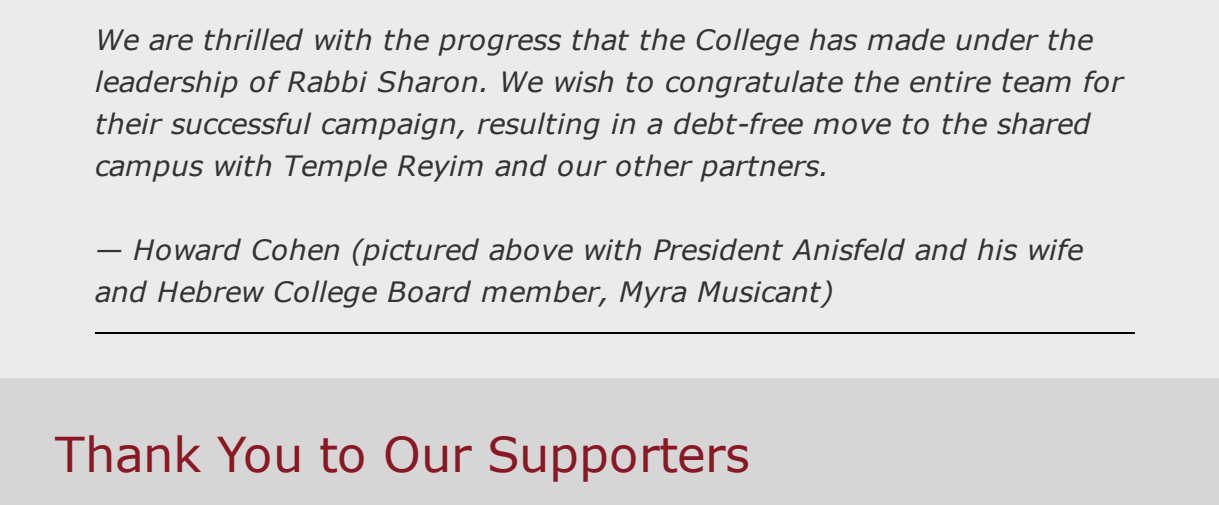 We are thrilled with the progress that the College has made under the
leadership of Rabbi Sharon. We wish to congratulate the entire team for
their successful campaign, resulting in a debt-free move to the shared
campus with Temple Reyim and our other partners.
— Howard Cohen (pictured above with President Anisfeld and his wife
and Hebrew College Board member, Myra Musicant)
Thank You to Our Supporters